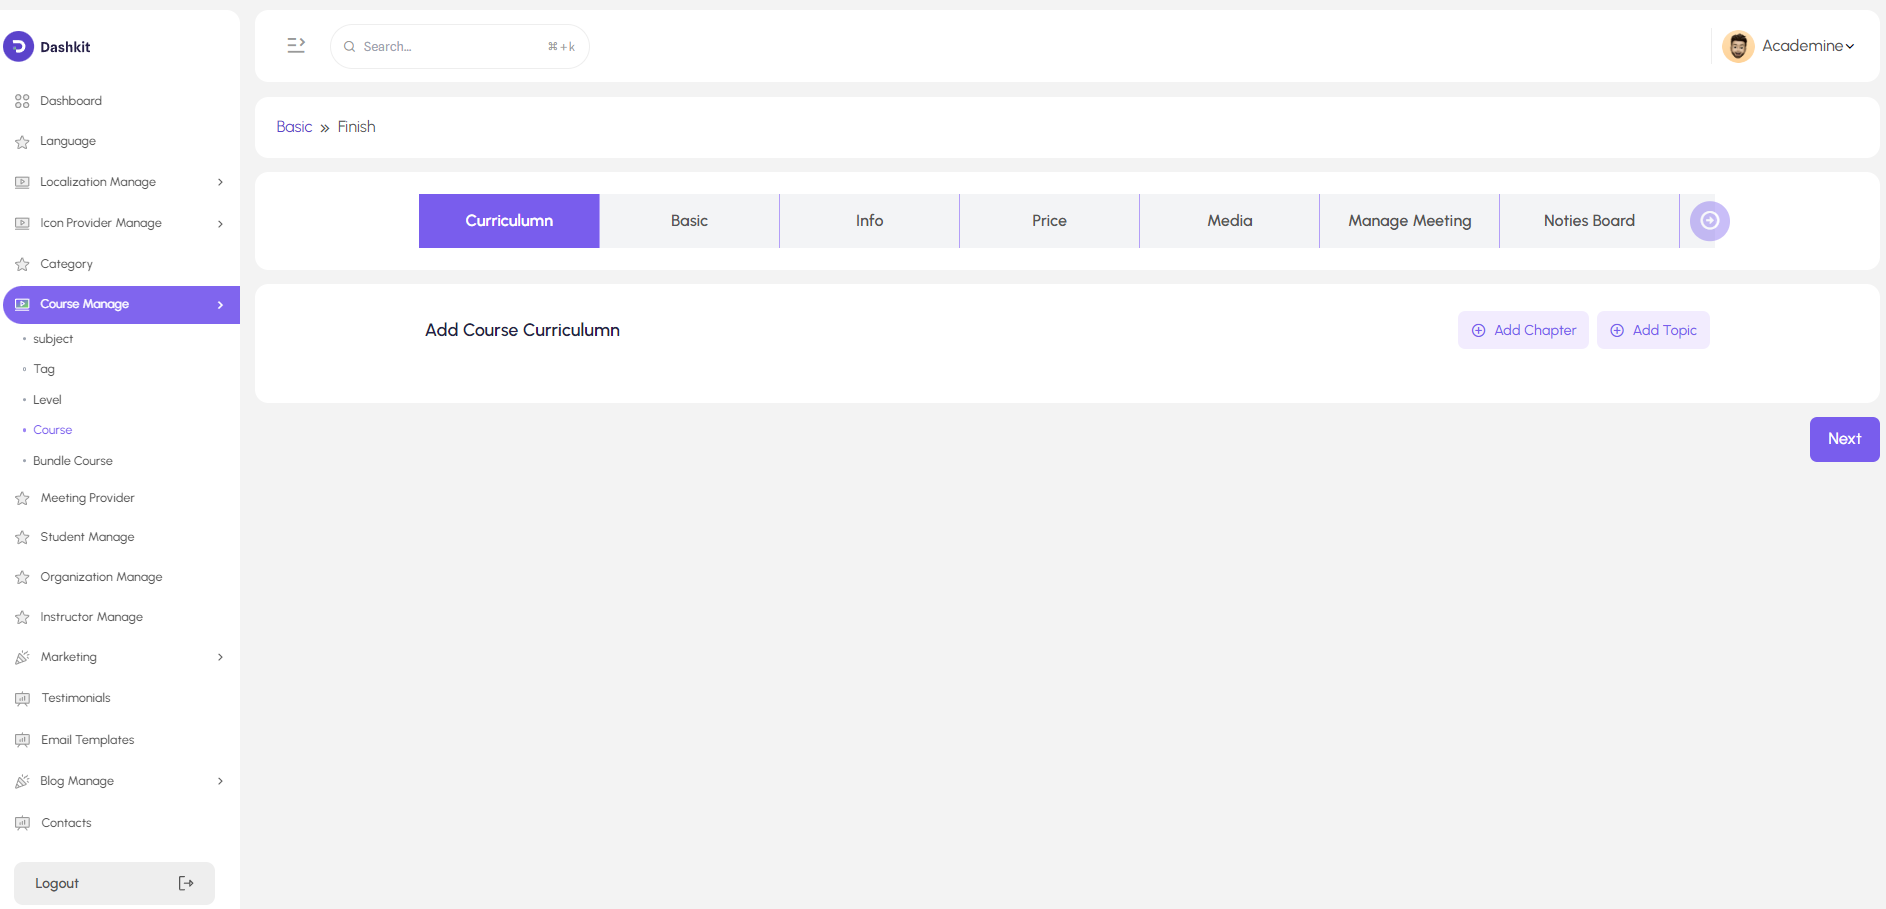 Dashkit
Dashboard
Language
Localization Manage
Icon Provider Manage
Category
Course Manage
subject
Tag
Level
Course
Bundle Course
Meeting Provider
Student Manage
Organization Manage
Instructor Manage
Marketing
Testimonials
Email Templates
Blog Manage
Contacts
Logout
Search... ⌘ + k
Academine
Basic » Finish
Curriculumn Basic Info Price Media Manage Meeting Noties Board
Add Course Curriculumn
Add Chapter Add Topic
Next